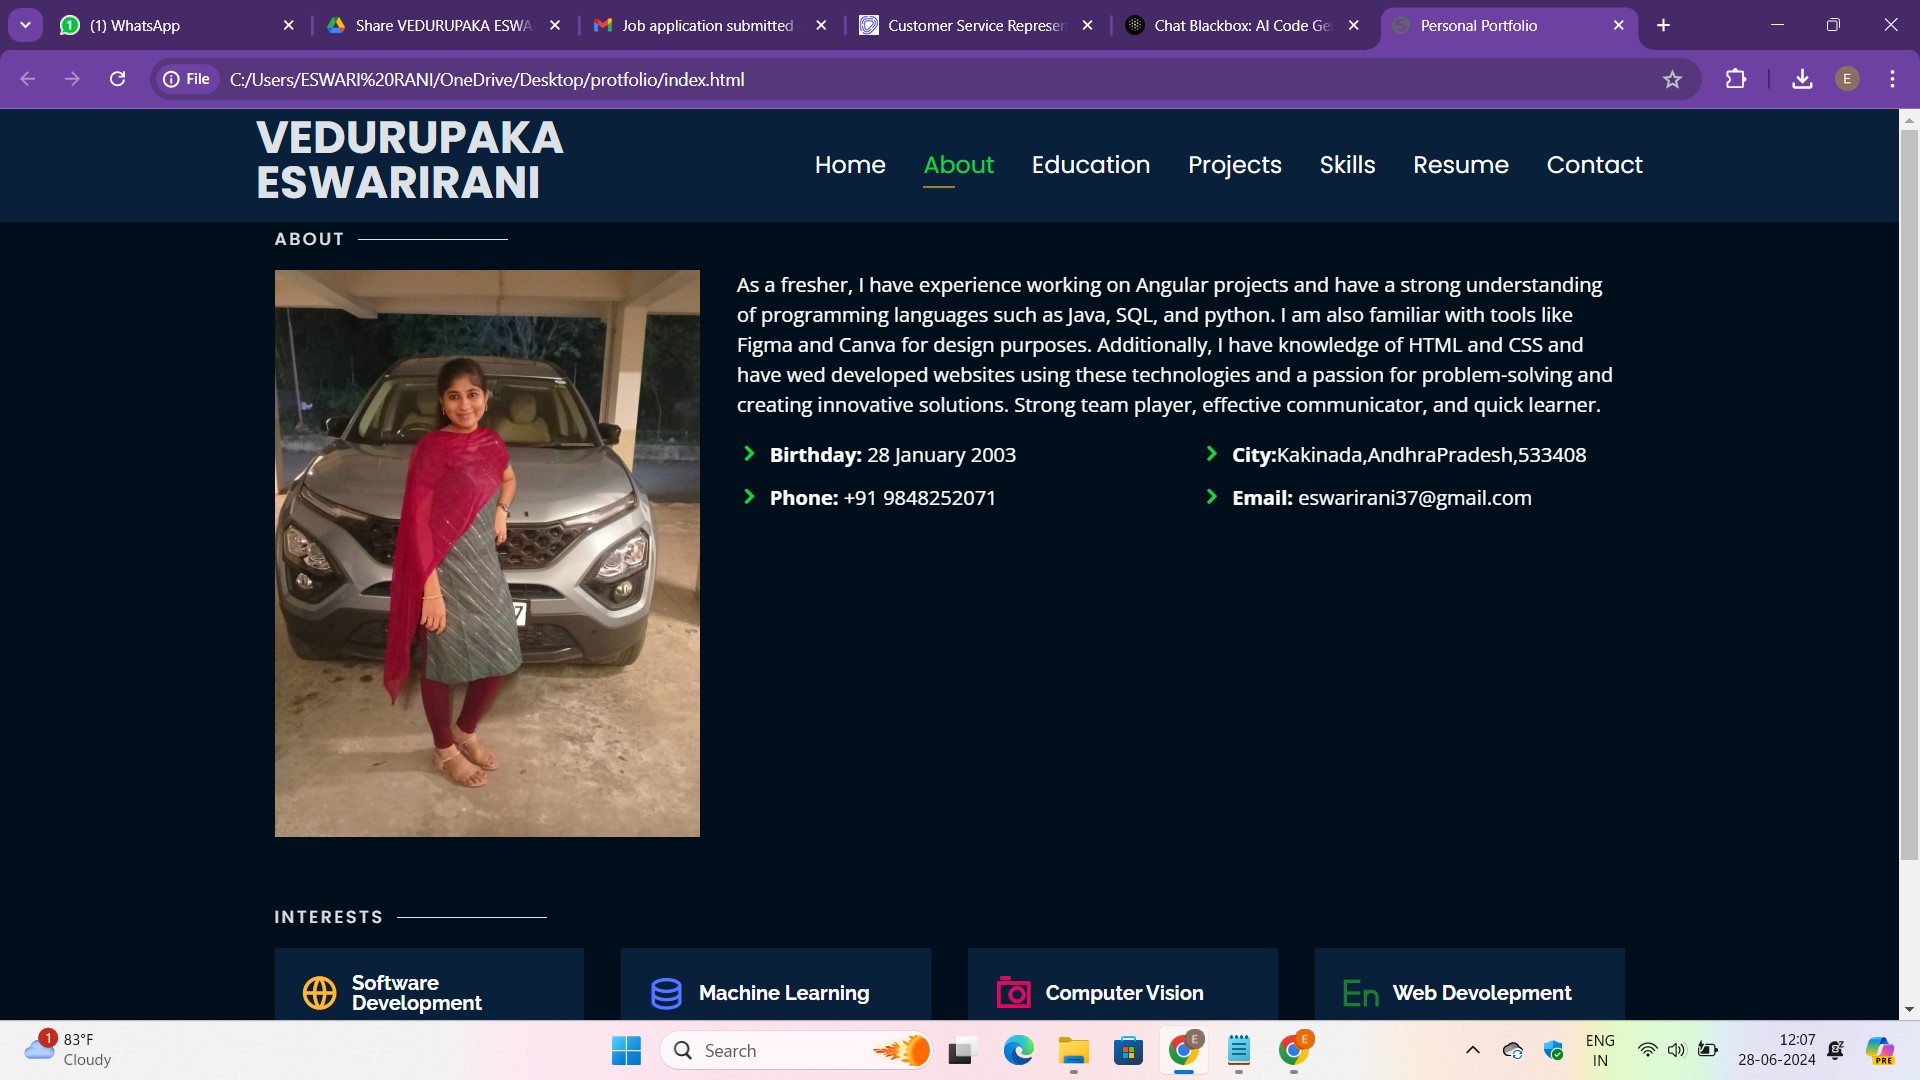 (1) WhatsApp
Share VEDURUPAKA ESWA
Job application submitted
Customer Service Represen
Chat Blackbox: AI Code Ge
Personal Portfolio
File
C:/Users/ESWARI%20RANI/OneDrive/Desktop/protfolio/index.html
E
VEDURUPAKA
ESWARIRANI
Home About Education Projects Skills Resume Contact
ABOUT
As a fresher, I have experience working on Angular projects and have a strong understanding
of programming languages such as Java, SQL, and python. I am also familiar with tools like
Figma and Canva for design purposes. Additionally, I have knowledge of HTML and CSS and
have wed developed websites using these technologies and a passion for problem-solving and
creating innovative solutions. Strong team player, effective communicator, and quick learner.
Birthday: 28 January 2003
City:Kakinada,AndhraPradesh,533408
Phone: +91 9848252071
Email: eswarirani37@gmail.com
7
INTERESTS
Software
Development
Machine Learning
Computer Vision
En Web Devolepment
1
83°F
Cloudy
Search
E
E
ENG
IN
12:07
28-06-2024
PRE